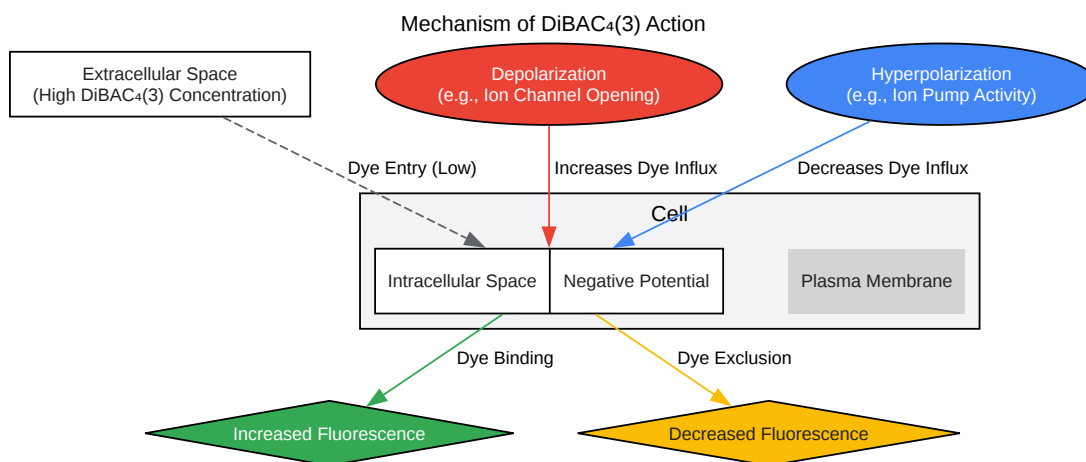 Mechanism of DiBAC₄(3) Action
Extracellular Space
(High DiBAC₄(3) Concentration)
Depolarization
(e.g., Ion Channel Opening)
Hyperpolarization
(e.g., Ion Pump Activity)
Dye Entry (Low)
Increases Dye Influx
Decreases Dye Influx
Cell
Intracellular Space
Negative Potential
Plasma Membrane
Dye Binding
Dye Exclusion
Increased Fluorescence
Decreased Fluorescence